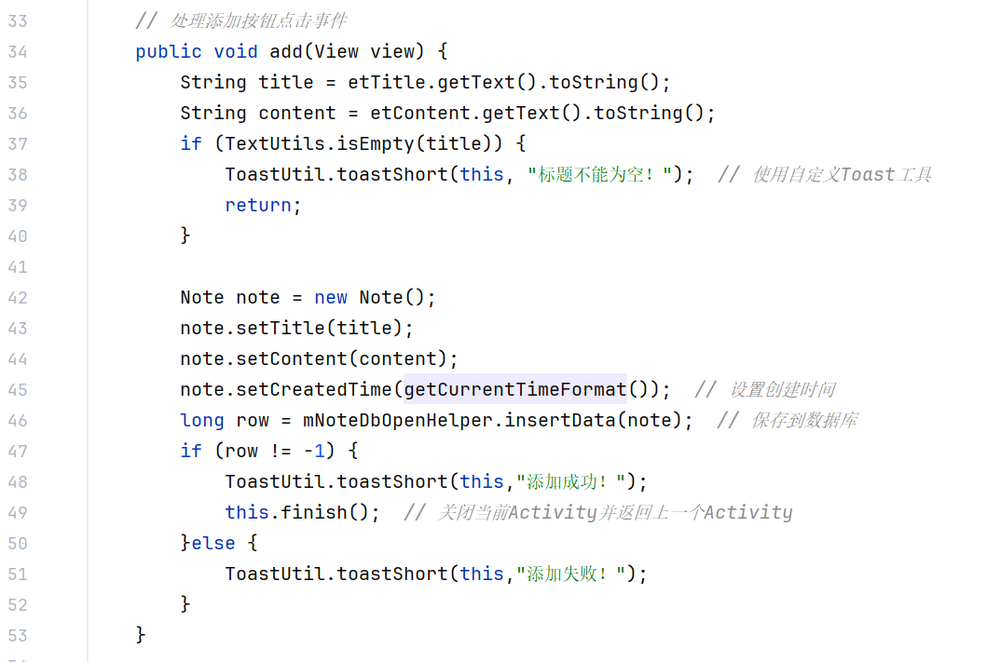 33 // 处理添加按钮点击事件
34 public void add(View view) {
35 String title = etTitle.getText().toString();
36 String content = etContent.getText().toString();
37 if (TextUtils.isEmpty(title)) {
38 ToastUtil.toastShort(this, "标题不能为空！"); // 使用自定义Toast工具
39 return;
40 }
41
42 Note note = new Note();
43 note.setTitle(title);
44 note.setContent(content);
45 note.setCreatedTime(getCurrentTimeFormat()); // 设置创建时间
46 long row = mNoteDbOpenHelper.insertData(note); // 保存到数据库
47 if (row != -1) {
48 ToastUtil.toastShort(this,"添加成功！");
49 this.finish(); // 关闭当前Activity并返回上一个Activity
50 }else {
51 ToastUtil.toastShort(this,"添加失败！");
52 }
53 }